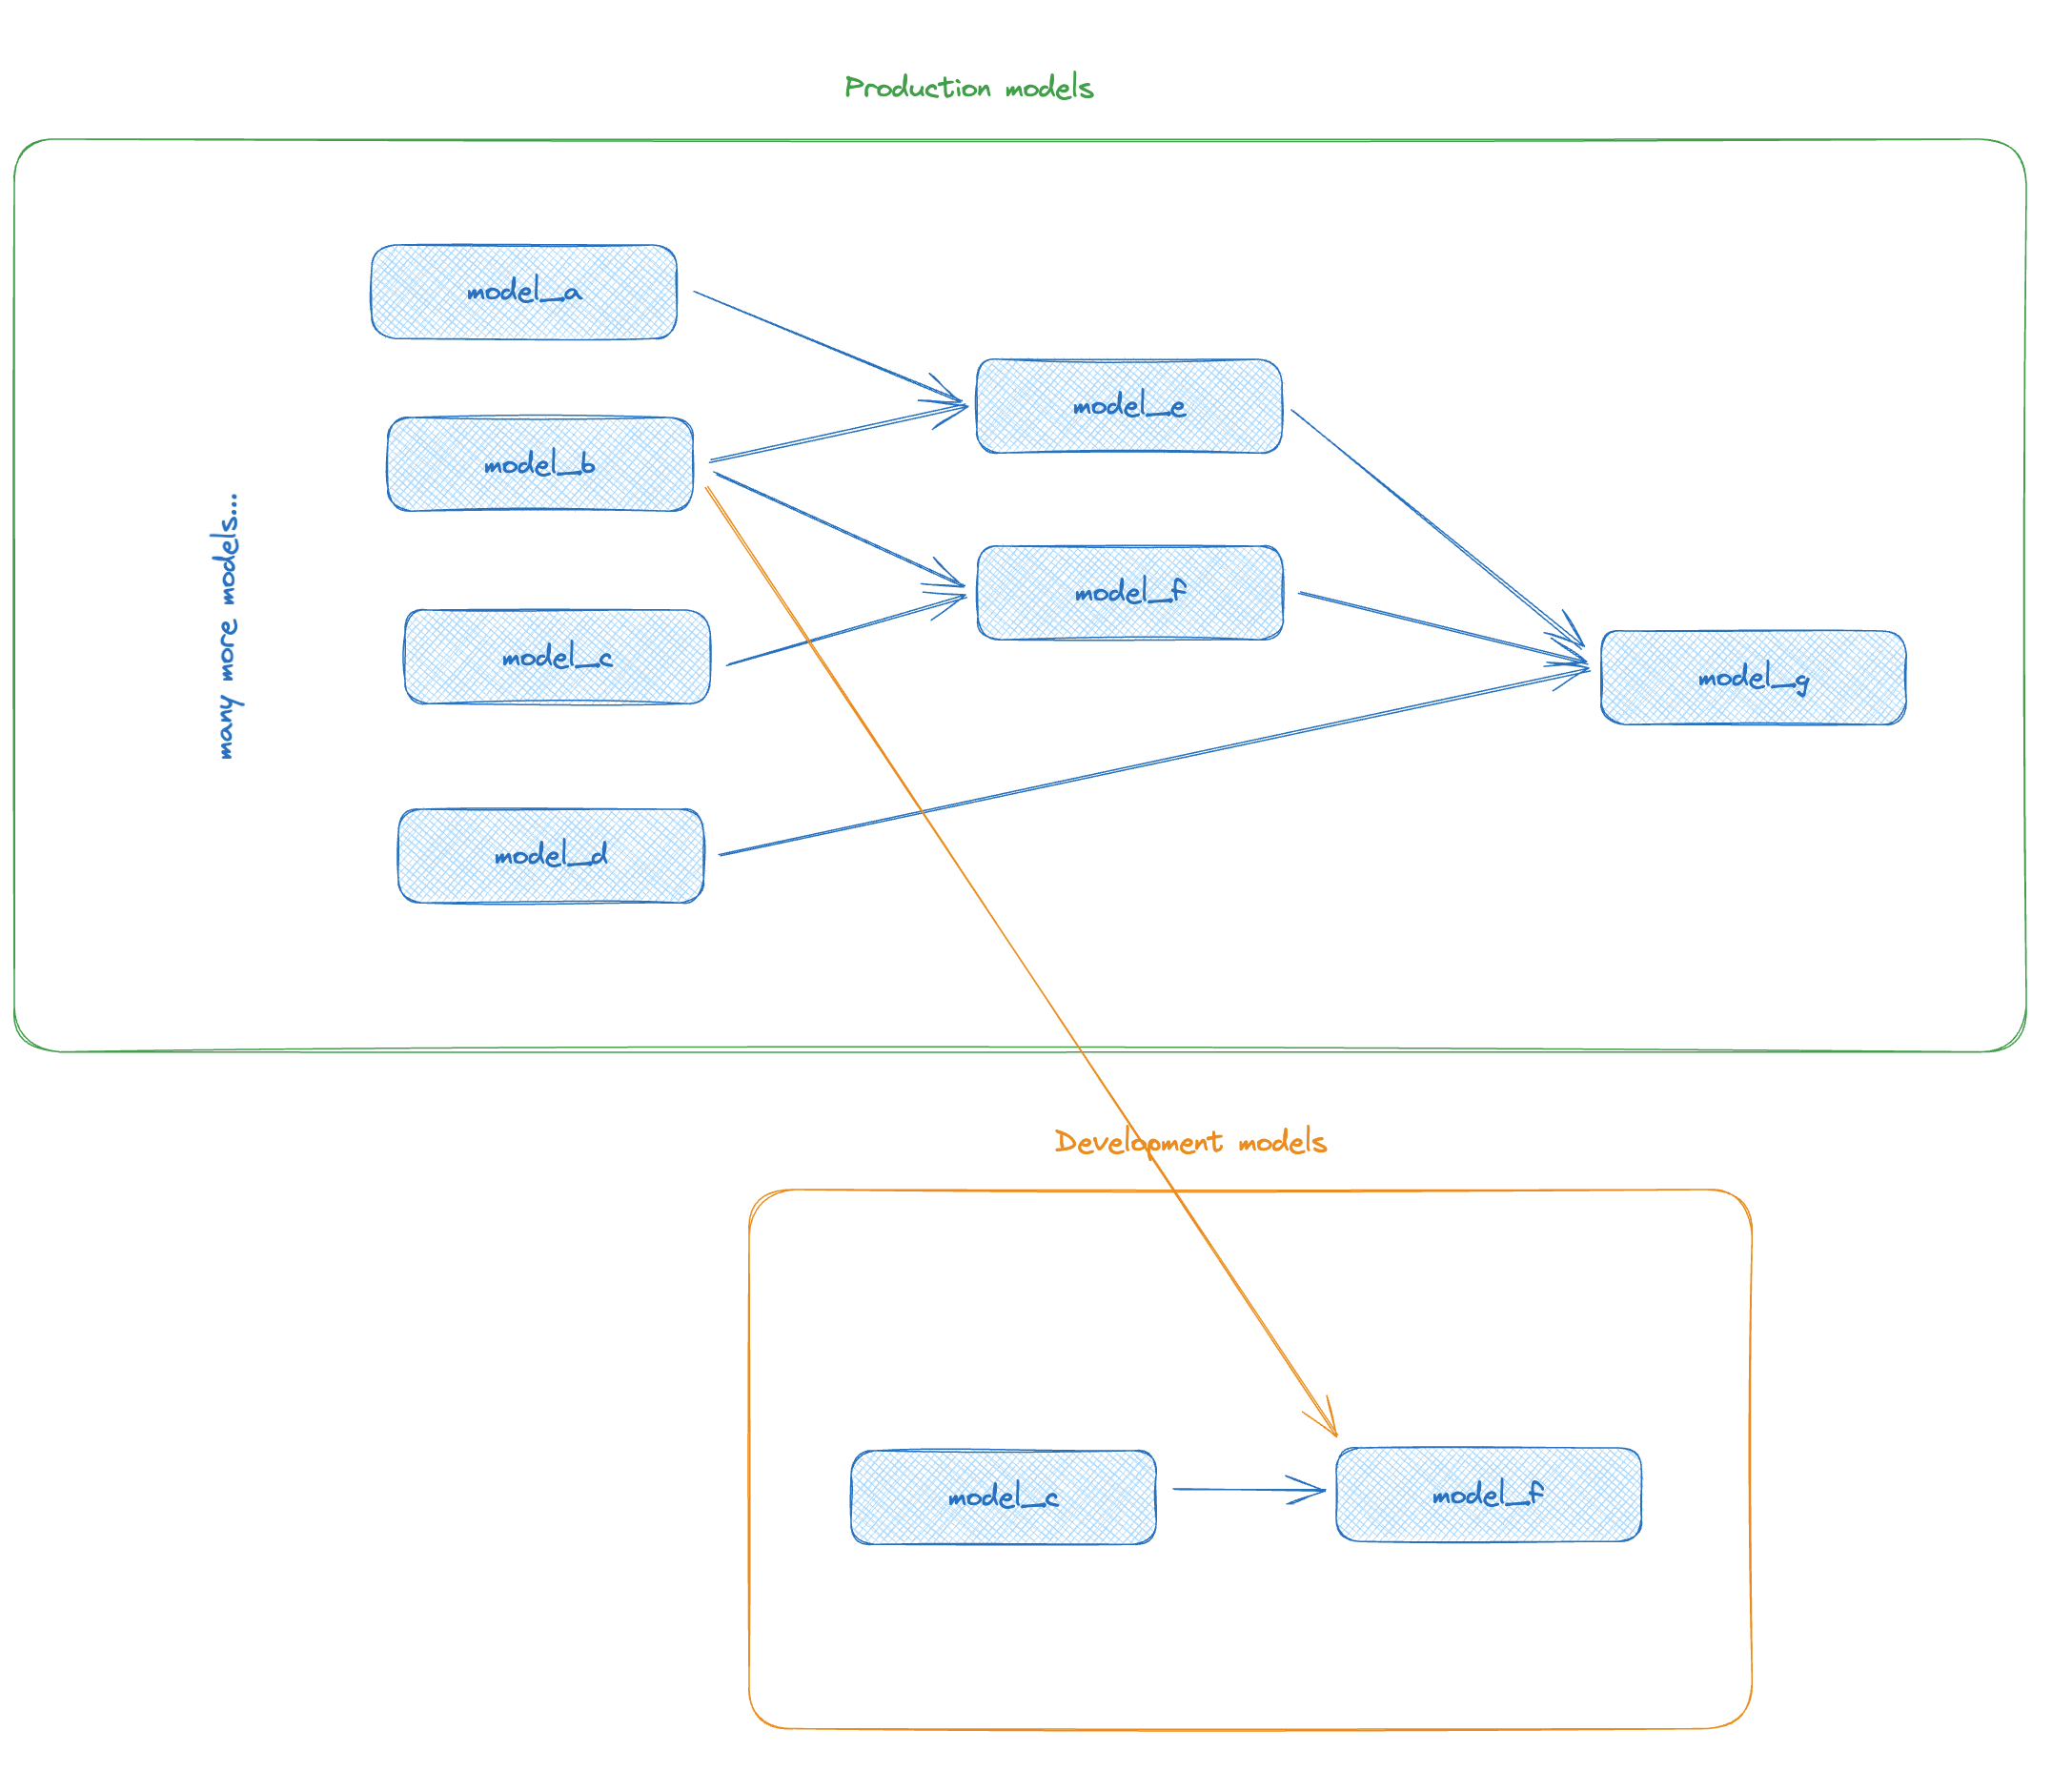 Production models
model_a
model_e
model_b
many more models...
model_f
model_c
model_g
model_d
Development models
model_c
model_f